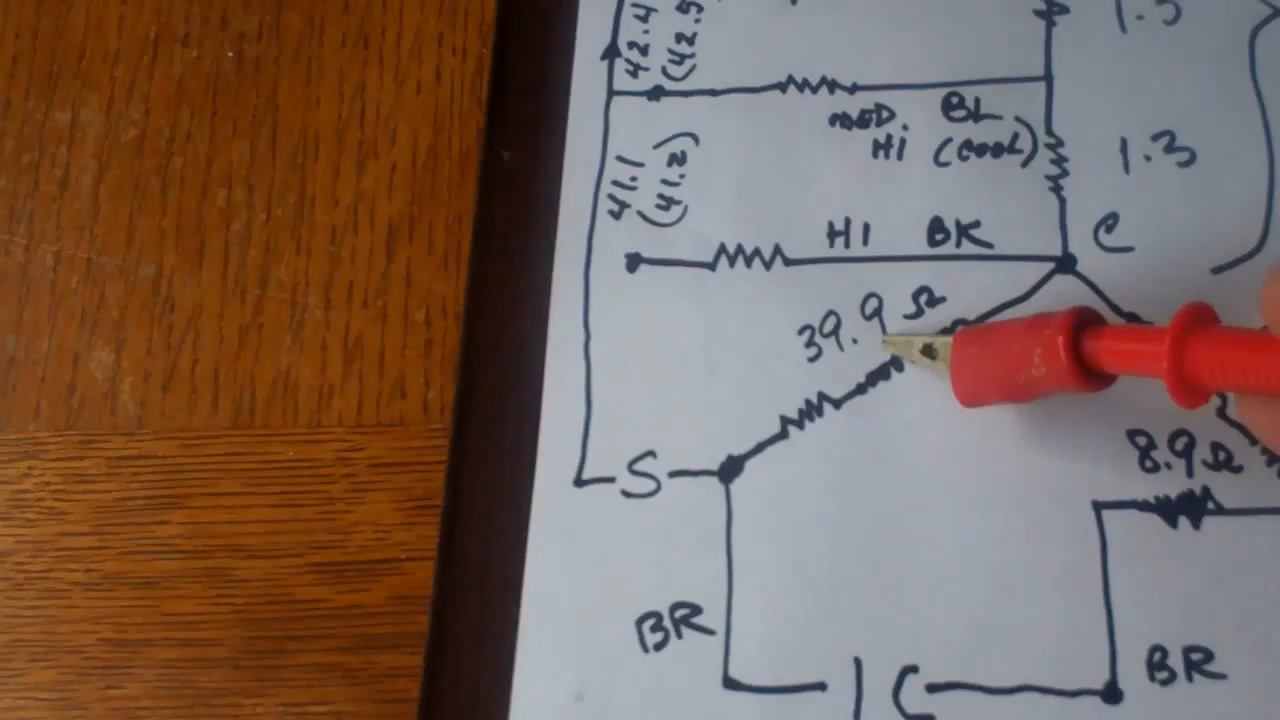 42.4
(42.5
1.3
MED. BL
HI (COOL)
1.3
41.1
(41.2)
HI BK C
39.9 Ω
8.9Ω
S
BR
BR